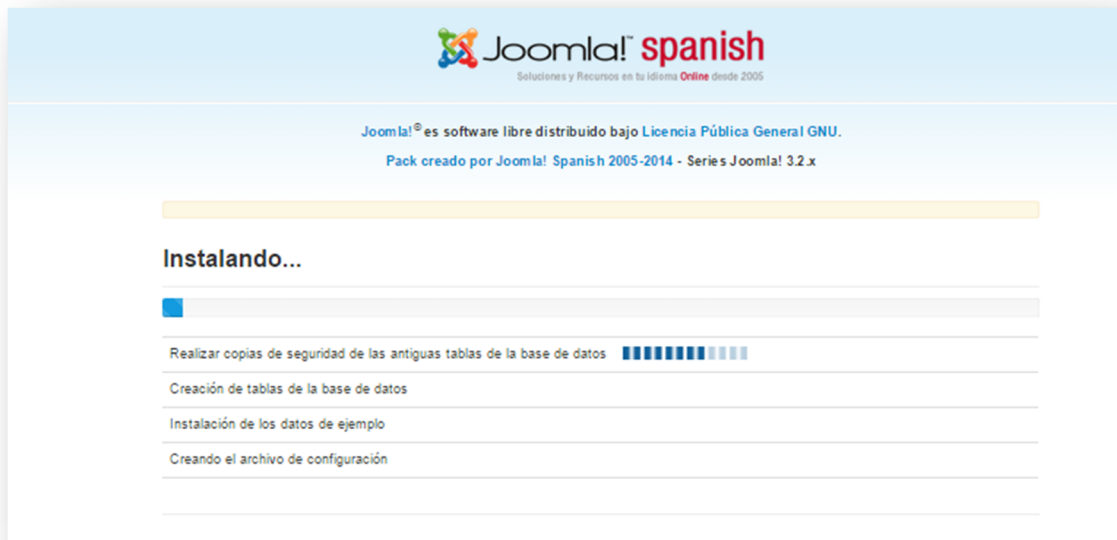 Joomla!™ spanish
Soluciones y Recursos en tu idioma Online desde 2005
Joomla!® es software libre distribuido bajo Licencia Pública General GNU.
Pack creado por Joomla! Spanish 2005-2014 - Series Joomla! 3.2.x
Instalando...
Realizar copias de seguridad de las antiguas tablas de la base de datos
Creación de tablas de la base de datos
Instalación de los datos de ejemplo
Creando el archivo de configuración